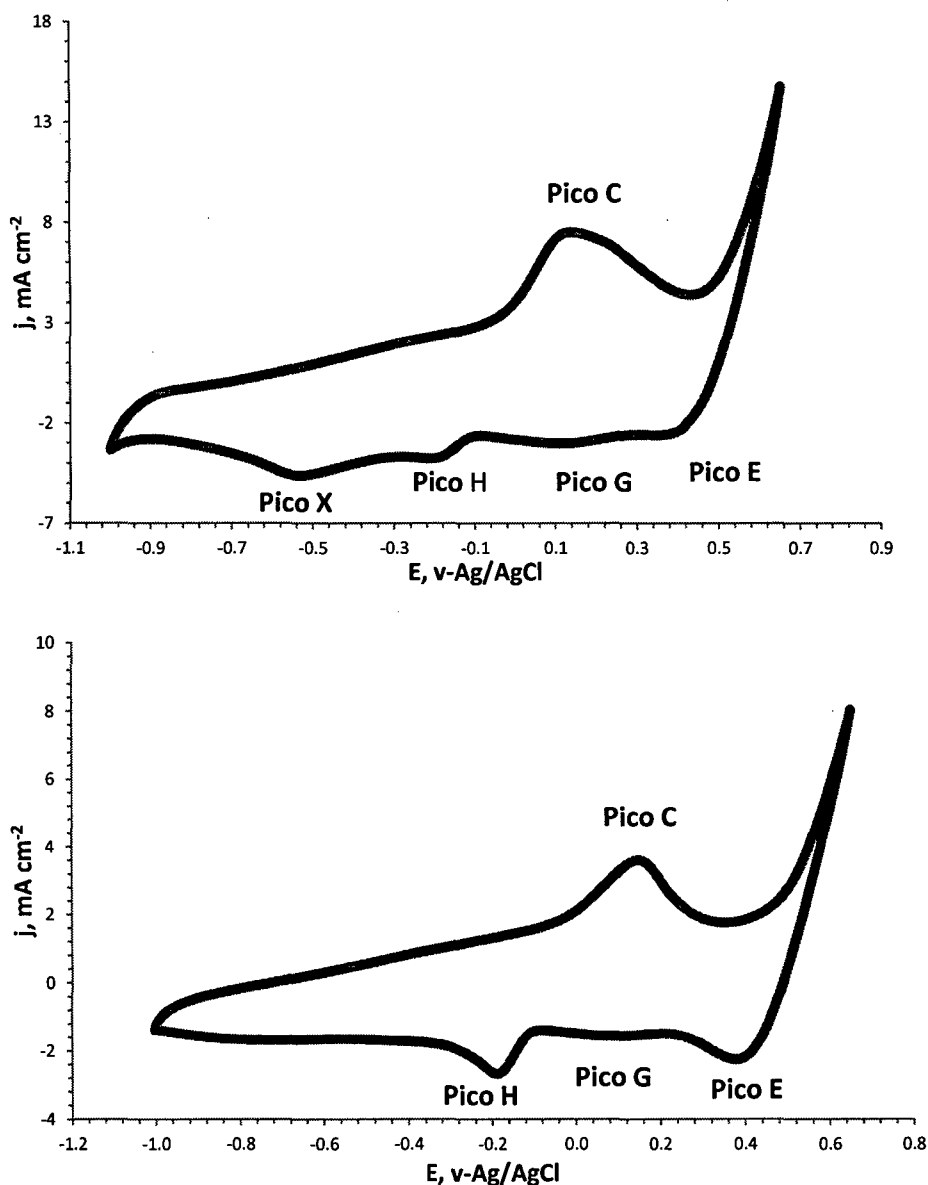 18
13
8
3
-2
-7
j, mA cm-2
Pico C
Pico X
Pico H
Pico G
Pico E
-1.1 -0.9 -0.7 -0.5 -0.3 -0.1 0.1 0.3 0.5 0.7 0.9
E, v-Ag/AgCl
10
8
6
4
2
0
-2
-4
j, mA cm-2
Pico C
Pico H
Pico G
Pico E
-1.2 -1.0 -0.8 -0.6 -0.4 -0.2 0.0 0.2 0.4 0.6 0.8
E, v-Ag/AgCl